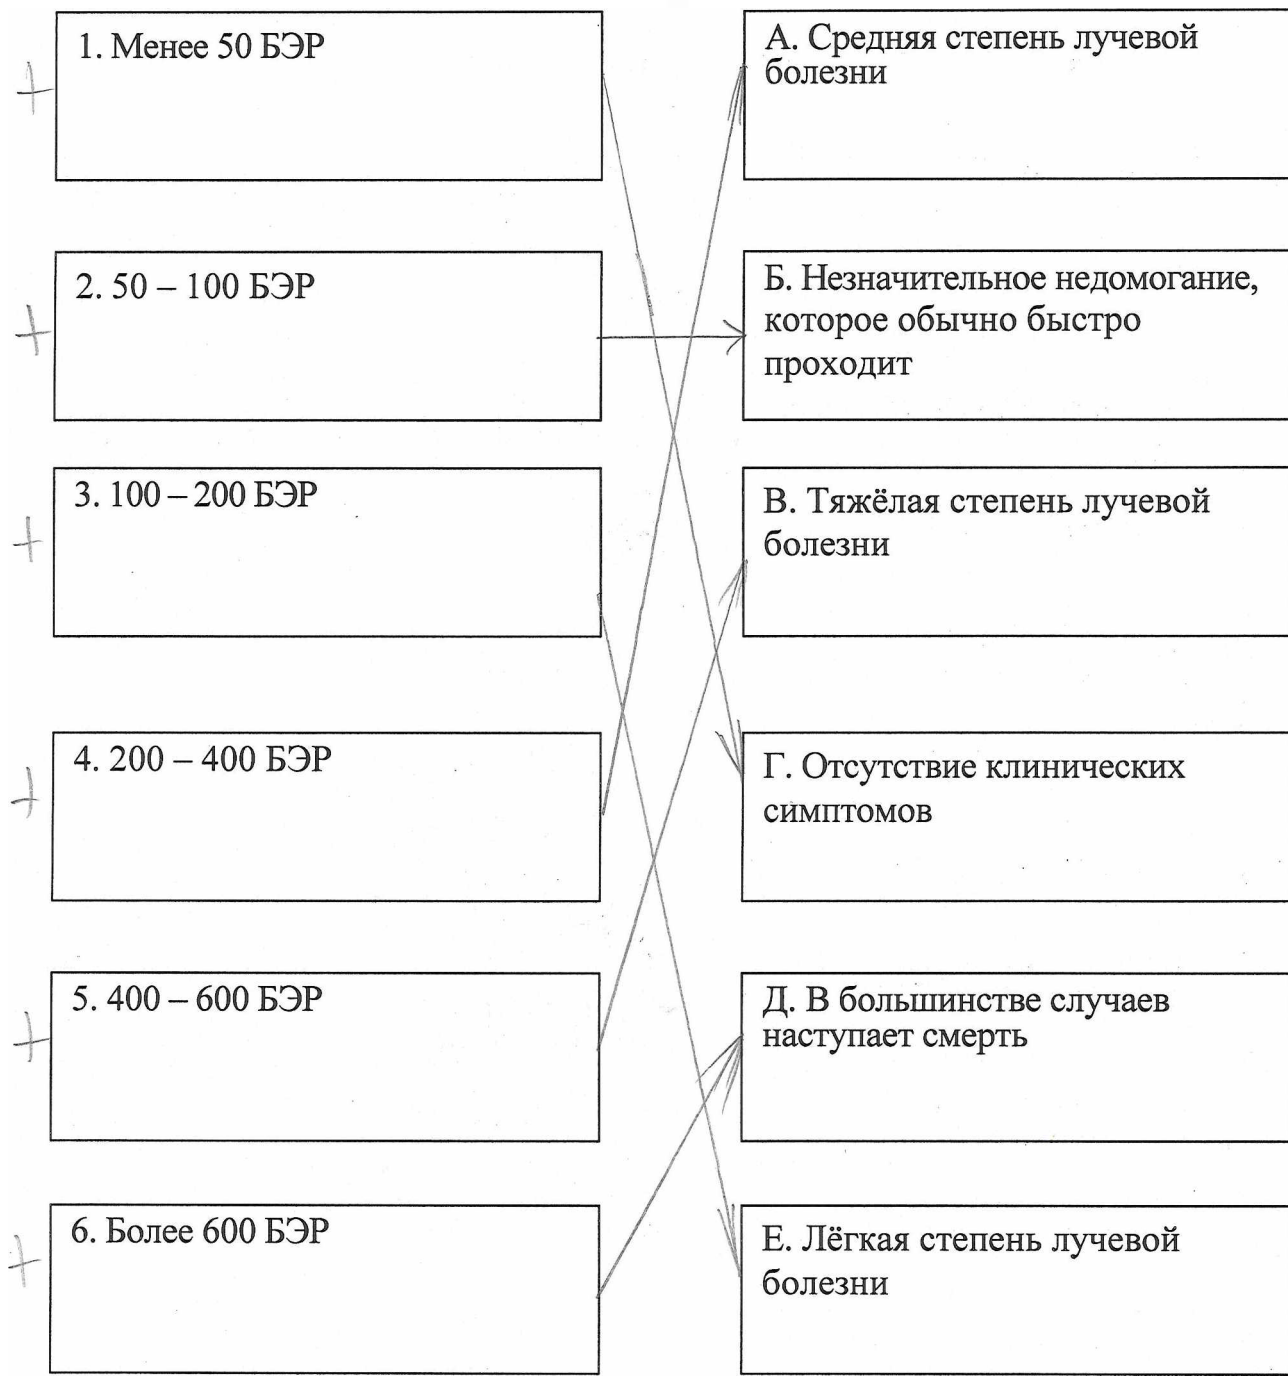 1. Менее 50 БЭР
А. Средняя степень лучевой
болезни
2. 50 – 100 БЭР
Б. Незначительное недомогание,
которое обычно быстро
проходит
3. 100 – 200 БЭР
В. Тяжёлая степень лучевой
болезни
4. 200 – 400 БЭР
Г. Отсутствие клинических
симптомов
5. 400 – 600 БЭР
Д. В большинстве случаев
наступает смерть
6. Более 600 БЭР
Е. Лёгкая степень лучевой
болезни